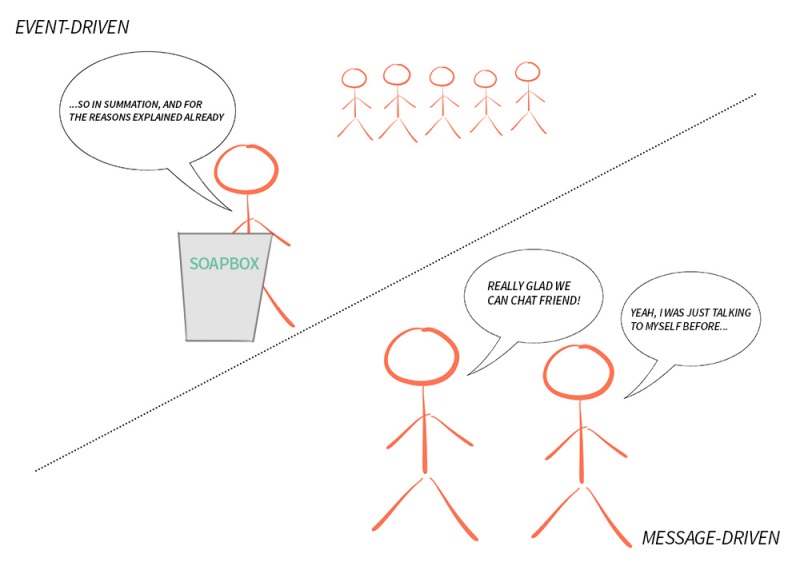 EVENT-DRIVEN
...SO IN SUMMATION, AND FOR
THE REASONS EXPLAINED ALREADY
SOAPBOX
REALLY GLAD WE
CAN CHAT FRIEND!
YEAH, I WAS JUST TALKING
TO MYSELF BEFORE...
MESSAGE-DRIVEN